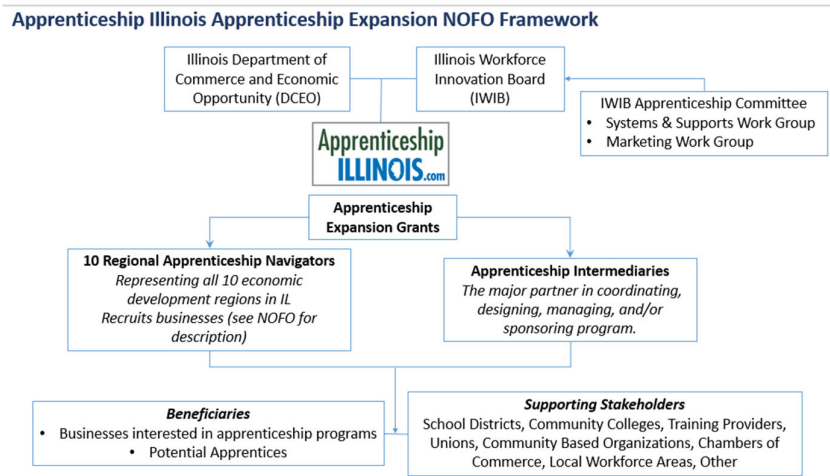 Apprenticeship Illinois Apprenticeship Expansion NOFO Framework
Illinois Department of
Commerce and Economic
Opportunity (DCEO)
Illinois Workforce
Innovation Board
(IWIB)
IWIB Apprenticeship Committee
• Systems & Supports Work Group
• Marketing Work Group
Apprenticeship
ILLINOIS.com
Apprenticeship
Expansion Grants
10 Regional Apprenticeship Navigators
Representing all 10 economic
development regions in IL
Recruits businesses (see NOFO for
description)
Apprenticeship Intermediaries
The major partner in coordinating,
designing, managing, and/or
sponsoring program.
Beneficiaries
• Businesses interested in apprenticeship programs
• Potential Apprentices
Supporting Stakeholders
School Districts, Community Colleges, Training Providers,
Unions, Community Based Organizations, Chambers of
Commerce, Local Workforce Areas, Other